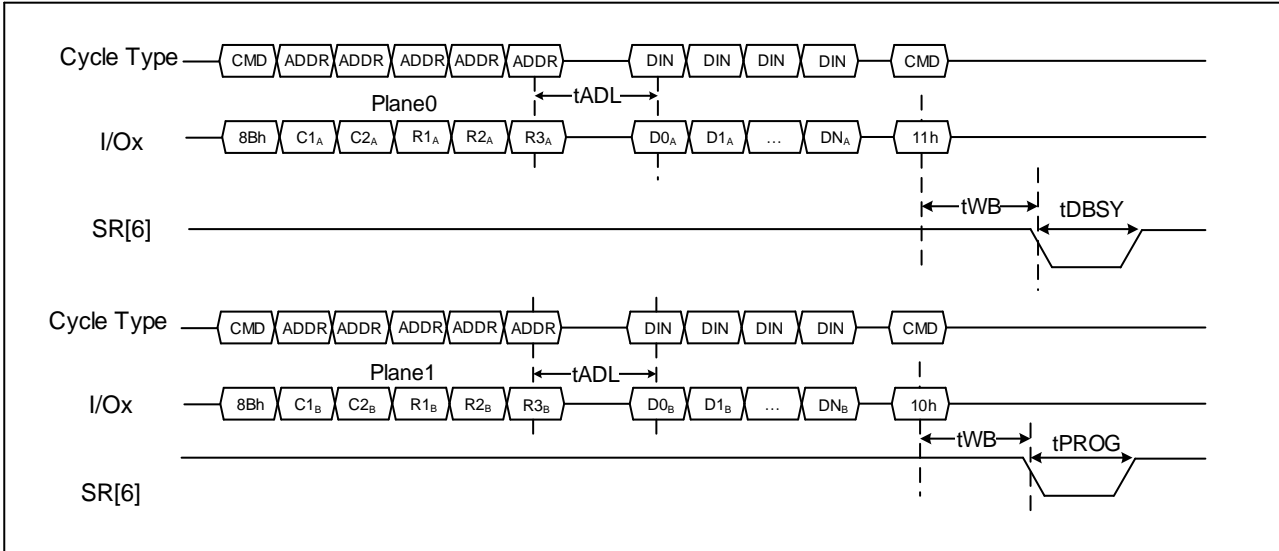 Cycle Type CMD ADDR ADDR ADDR ADDR ADDR DIN DIN DIN DIN CMD
tADL
Plane0
I/Ox 8Bh C1A C2A R1A R2A R3A D0A D1A … DNA 11h
tWB tDBSY
SR[6]
Cycle Type CMD ADDR ADDR ADDR ADDR ADDR DIN DIN DIN DIN CMD
Plane1 tADL
I/Ox 8Bh C1B C2B R1B R2B R3B D0B D1B … DNB 10h
tWB tPROG
SR[6]